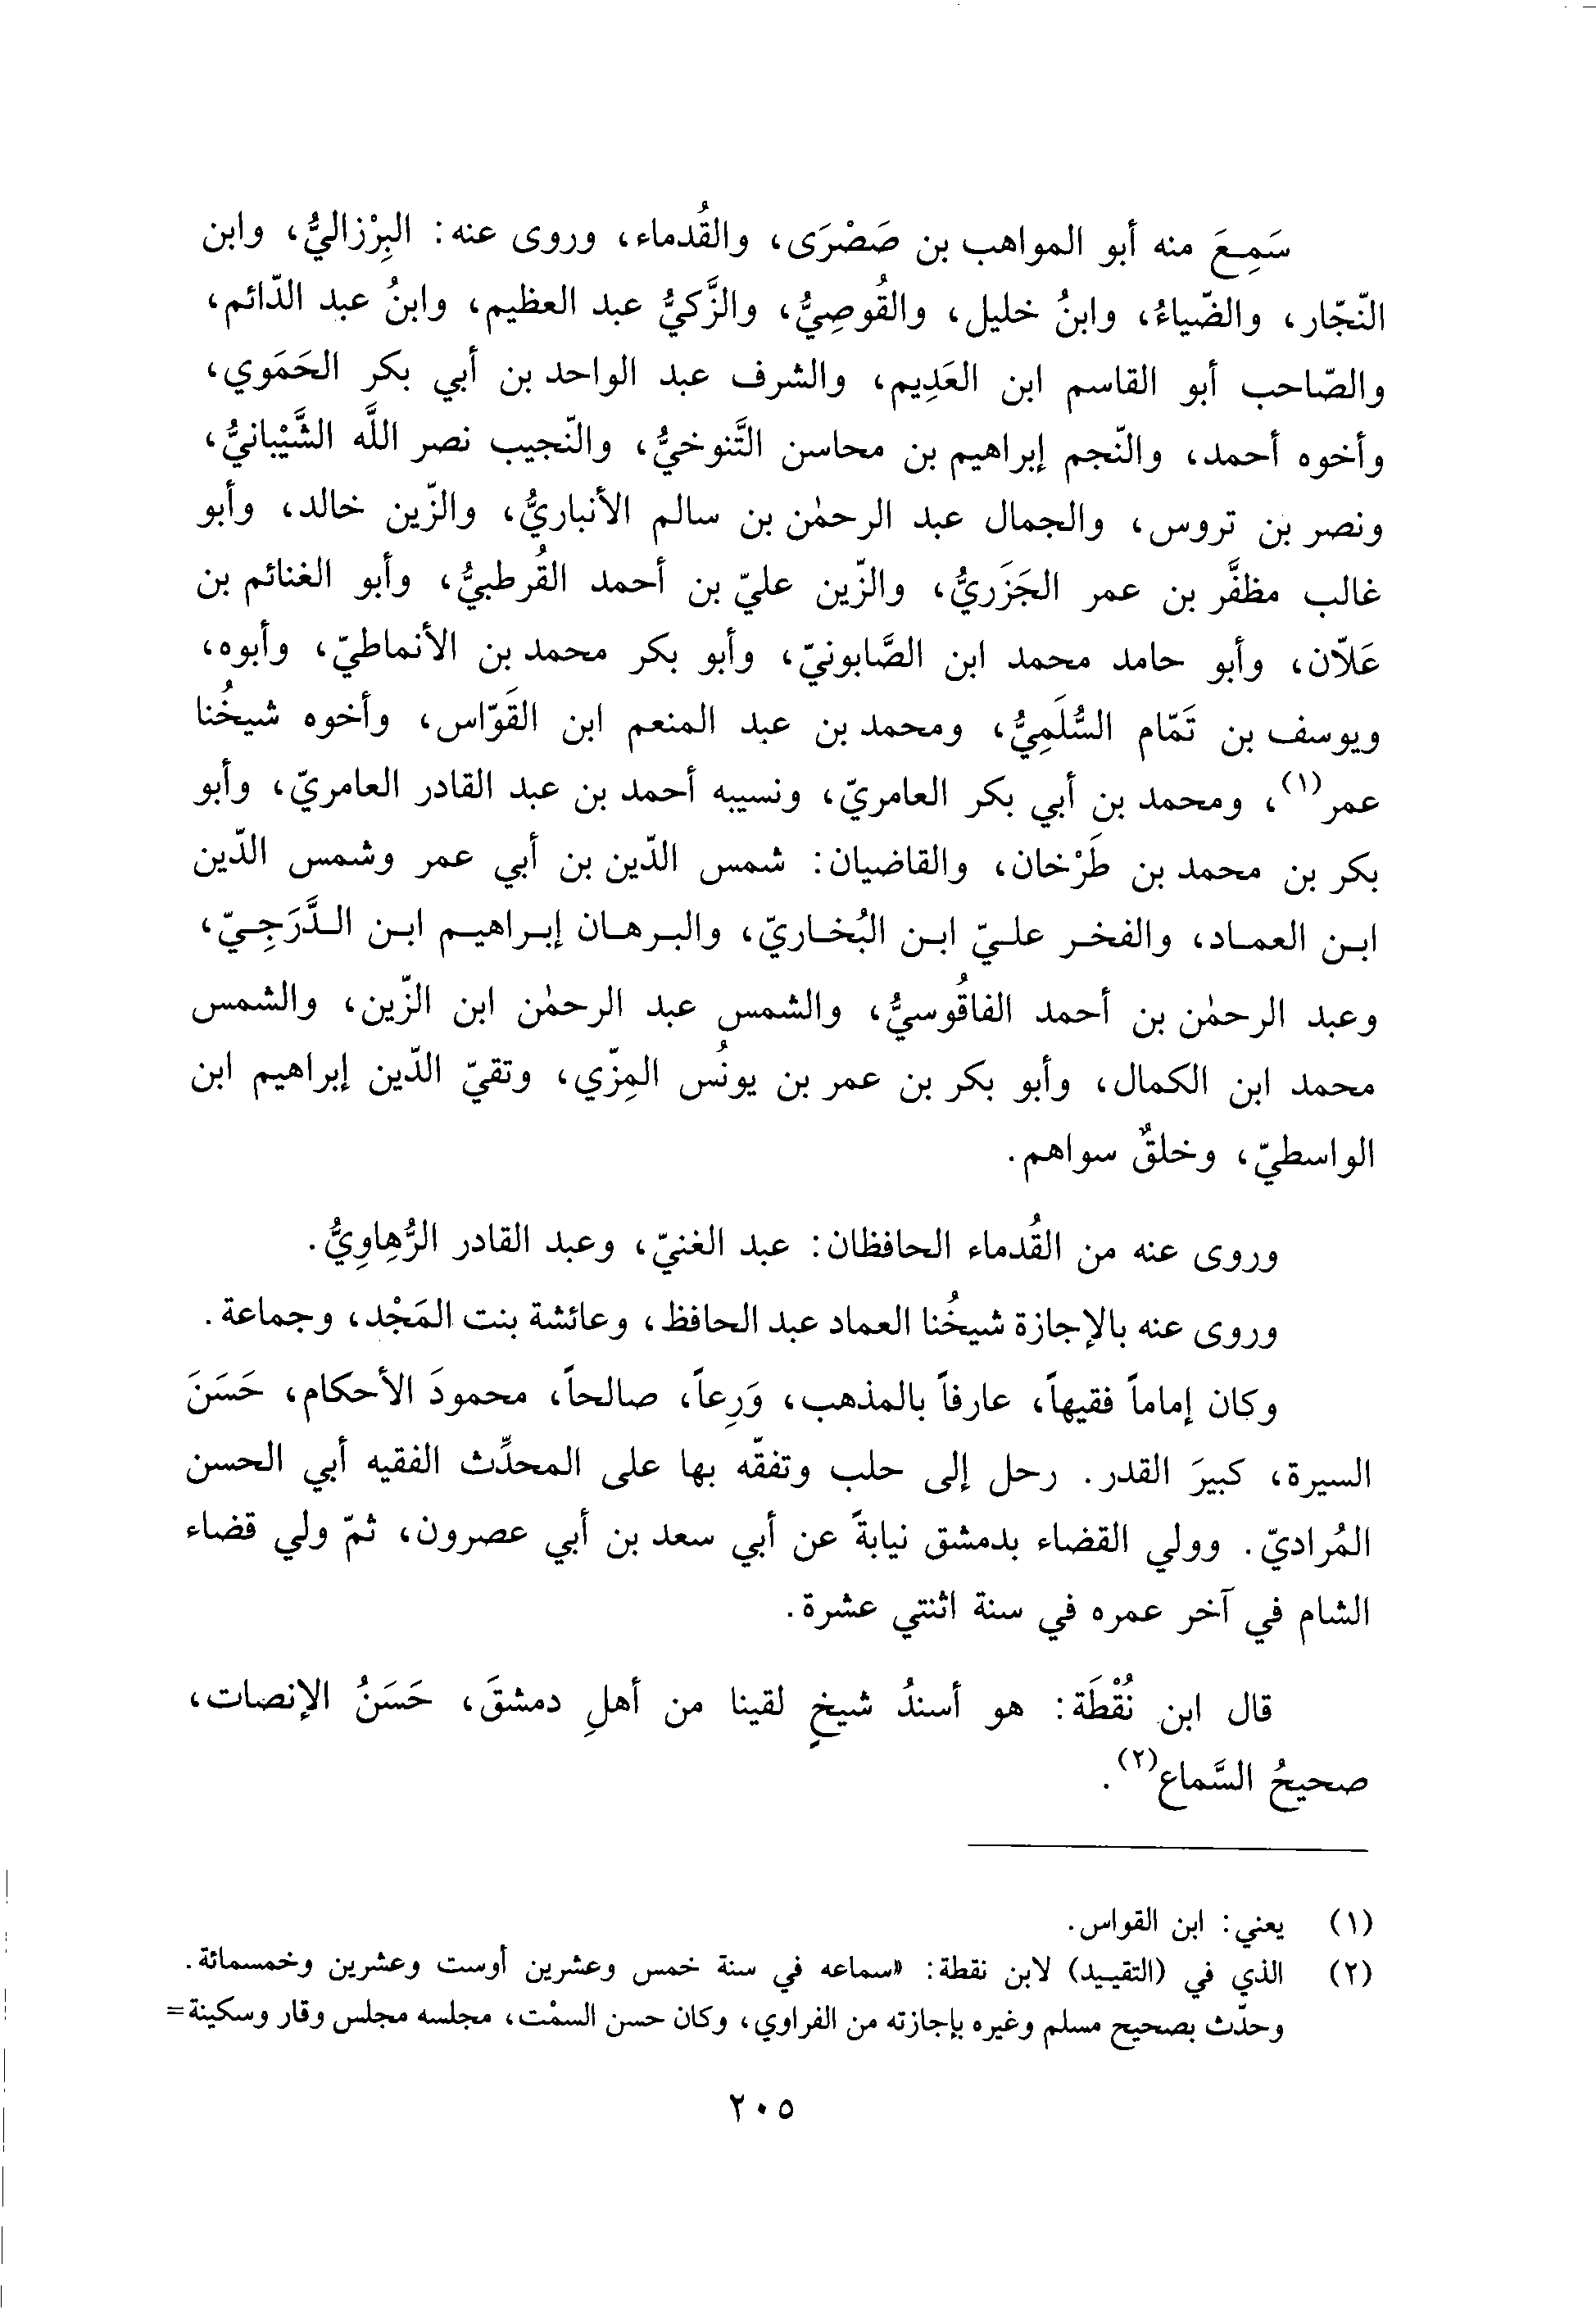 سَمِعَ منه أبو المواهب بن صَصْرَى، والقُدماء، وروى عنه: البِرْزاليُّ، وابن
النّجّار، والضّياءُ، وابنُ خليل، والقُوصِيُّ، والزَّكيُّ عبد العظيم، وابنُ عبد الدّائم،
والصّاحب أبو القاسم ابن العَدِيم، والشرف عبد الواحد بن أبي بكر الحَمَوي،
وأخوه أحمد، والنّجم إبراهيم بن محاسن التَّنوخيُّ، والنّجيب نصر اللَّه الشَّيْبانيُّ،
ونصر بن تروس، والجمال عبد الرحمٰن بن سالم الأنباريُّ، والزّين خالد، وأبو
غالب مظفَّر بن عمر الجَزَريُّ، والزّين عليّ بن أحمد القُرطبيُّ، وأبو الغنائم بن
عَلاّن، وأبو حامد محمد ابن الصَّابونيّ، وأبو بكر محمد بن الأنماطيّ، وأبوه،
ويوسف بن تَمّام السُّلَمِيُّ، ومحمد بن عبد المنعم ابن القَوّاس، وأخوه شيخُنا
عمر(١)، ومحمد بن أبي بكر العامريّ، ونسيبه أحمد بن عبد القادر العامريّ، وأبو
بكر بن محمد بن طَرْخان، والقاضيان: شمس الدّين بن أبي عمر وشمس الدّين
ابن العماد، والفخر عليّ ابن البُخاريّ، والبرهان إبراهيم ابن الدَّرَجِيّ،
وعبد الرحمٰن بن أحمد الفاقُوسيُّ، والشمس عبد الرحمٰن ابن الزّين، والشمس
محمد ابن الكمال، وأبو بكر بن عمر بن يونُس المِزّي، وتقيّ الدّين إبراهيم ابن
الواسطيّ، وخلقٌ سواهم.
وروى عنه من القُدماء الحافظان: عبد الغنيّ، وعبد القادر الرُّهاوِيُّ.
وروى عنه بالإجازة شيخُنا العماد عبد الحافظ، وعائشة بنت المَجْد، وجماعة.
وكان إماماً فقيهاً، عارفاً بالمذهب، وَرِعاً، صالحاً، محمودَ الأحكام، حَسَنَ
السيرة، كبيرَ القدر. رحل إلى حلب وتفقّه بها على المحدِّث الفقيه أبي الحسن
المُراديّ. وولي القضاء بدمشق نيابةً عن أبي سعد بن أبي عصرون، ثمّ ولي قضاء
الشام في آخر عمره في سنة اثنتي عشرة.
قال ابن نُقْطَة: هو أسندُ شيخٍ لقينا من أهلِ دمشقَ، حَسَنُ الإنصات،
صحيحُ السَّماع(٢).
(١) يعني: ابن القواس.
(٢) الذي في (التقييد) لابن نقطة: «سماعه في سنة خمس وعشرين أوست وعشرين وخمسمائة.
وحدّث بصحيح مسلم وغيره بإجازته من الفراوي، وكان حسن السمْت، مجلسه مجلس وقار وسكينة=
٢٠٥